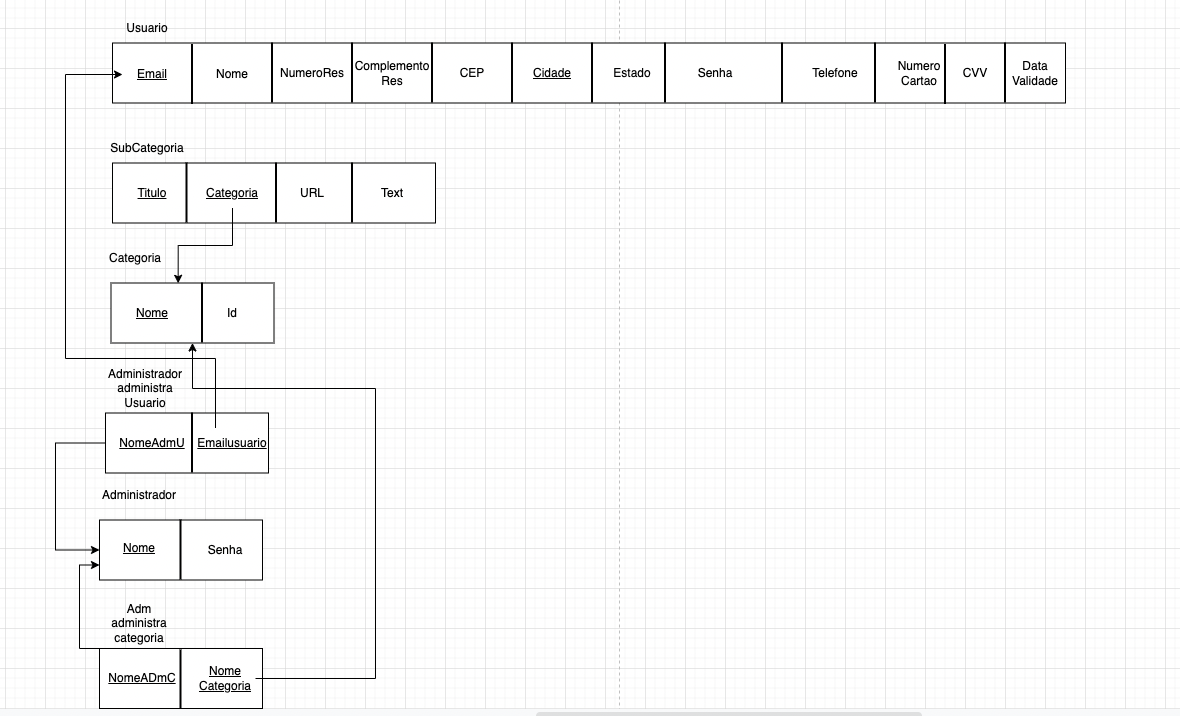 Usuario
Email
Nome
NumeroRes
Complemento
Res
CEP
Cidade
Estado
Senha
Telefone
Numero
Cartao
CVV
Data
Validade
SubCategoria
Titulo
Categoria
URL
Text
Categoria
Nome
Id
Administrador
administra
Usuario
NomeAdmU
Emailusuario
Administrador
Nome
Senha
Adm
administra
categoria
NomeADmC
Nome
Categoria